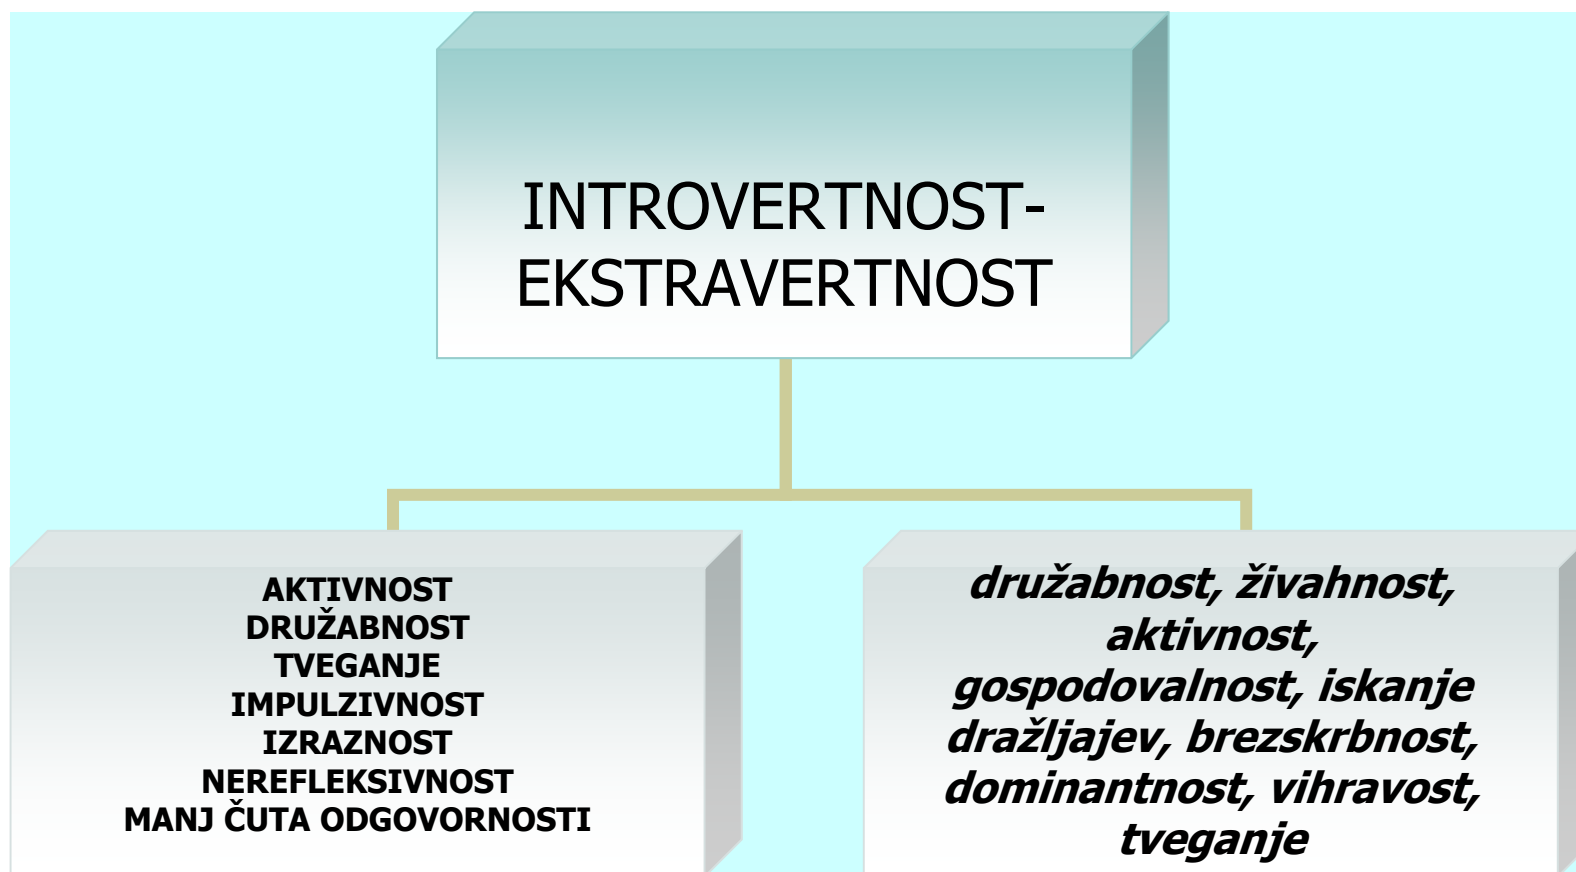 INTROVERTNOST-
EKSTRAVERTNOST
AKTIVNOST
DRUŽABNOST
TVEGANJE
IMPULZIVNOST
IZRAZNOST
NEREFLEKSIVNOST
MANJ ČUTA ODGOVORNOSTI
družabnost, živahnost,
aktivnost,
gospodovalnost, iskanje
dražljajev, brezskrbnost,
dominantnost, vihravost,
tveganje